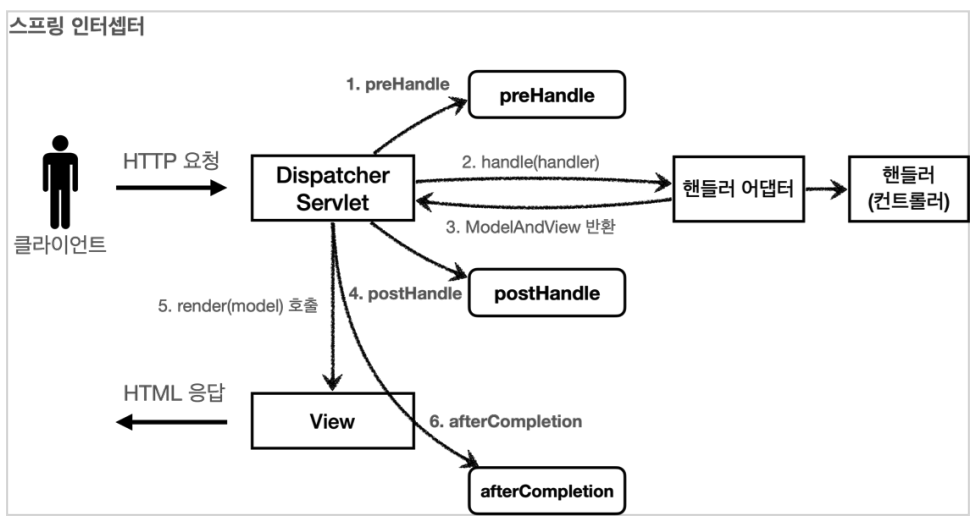 스프링 인터셉터
1. preHandle
preHandle
HTTP 요청
2. handle(handler)
Dispatcher
Servlet
핸들러 어댑터
핸들러
(컨트롤러)
3. ModelAndView 반환
클라이언트
4. postHandle
postHandle
5. render(model) 호출
HTML 응답
View
6. afterCompletion
afterCompletion